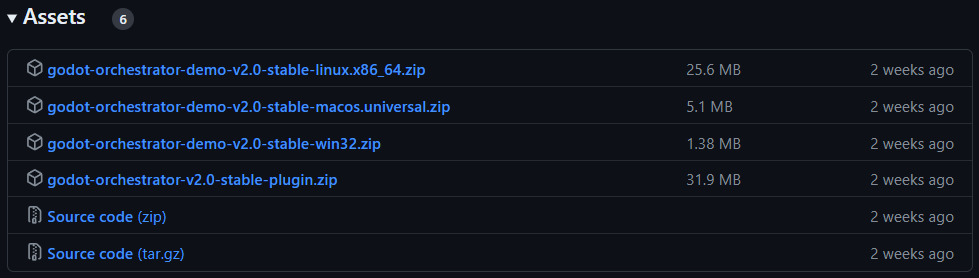 Assets 6
godot-orchestrator-demo-v2.0-stable-linux.x86_64.zip 25.6 MB 2 weeks ago
godot-orchestrator-demo-v2.0-stable-macos.universal.zip 5.1 MB 2 weeks ago
godot-orchestrator-demo-v2.0-stable-win32.zip 1.38 MB 2 weeks ago
godot-orchestrator-v2.0-stable-plugin.zip 31.9 MB 2 weeks ago
Source code (zip) 2 weeks ago
Source code (tar.gz) 2 weeks ago